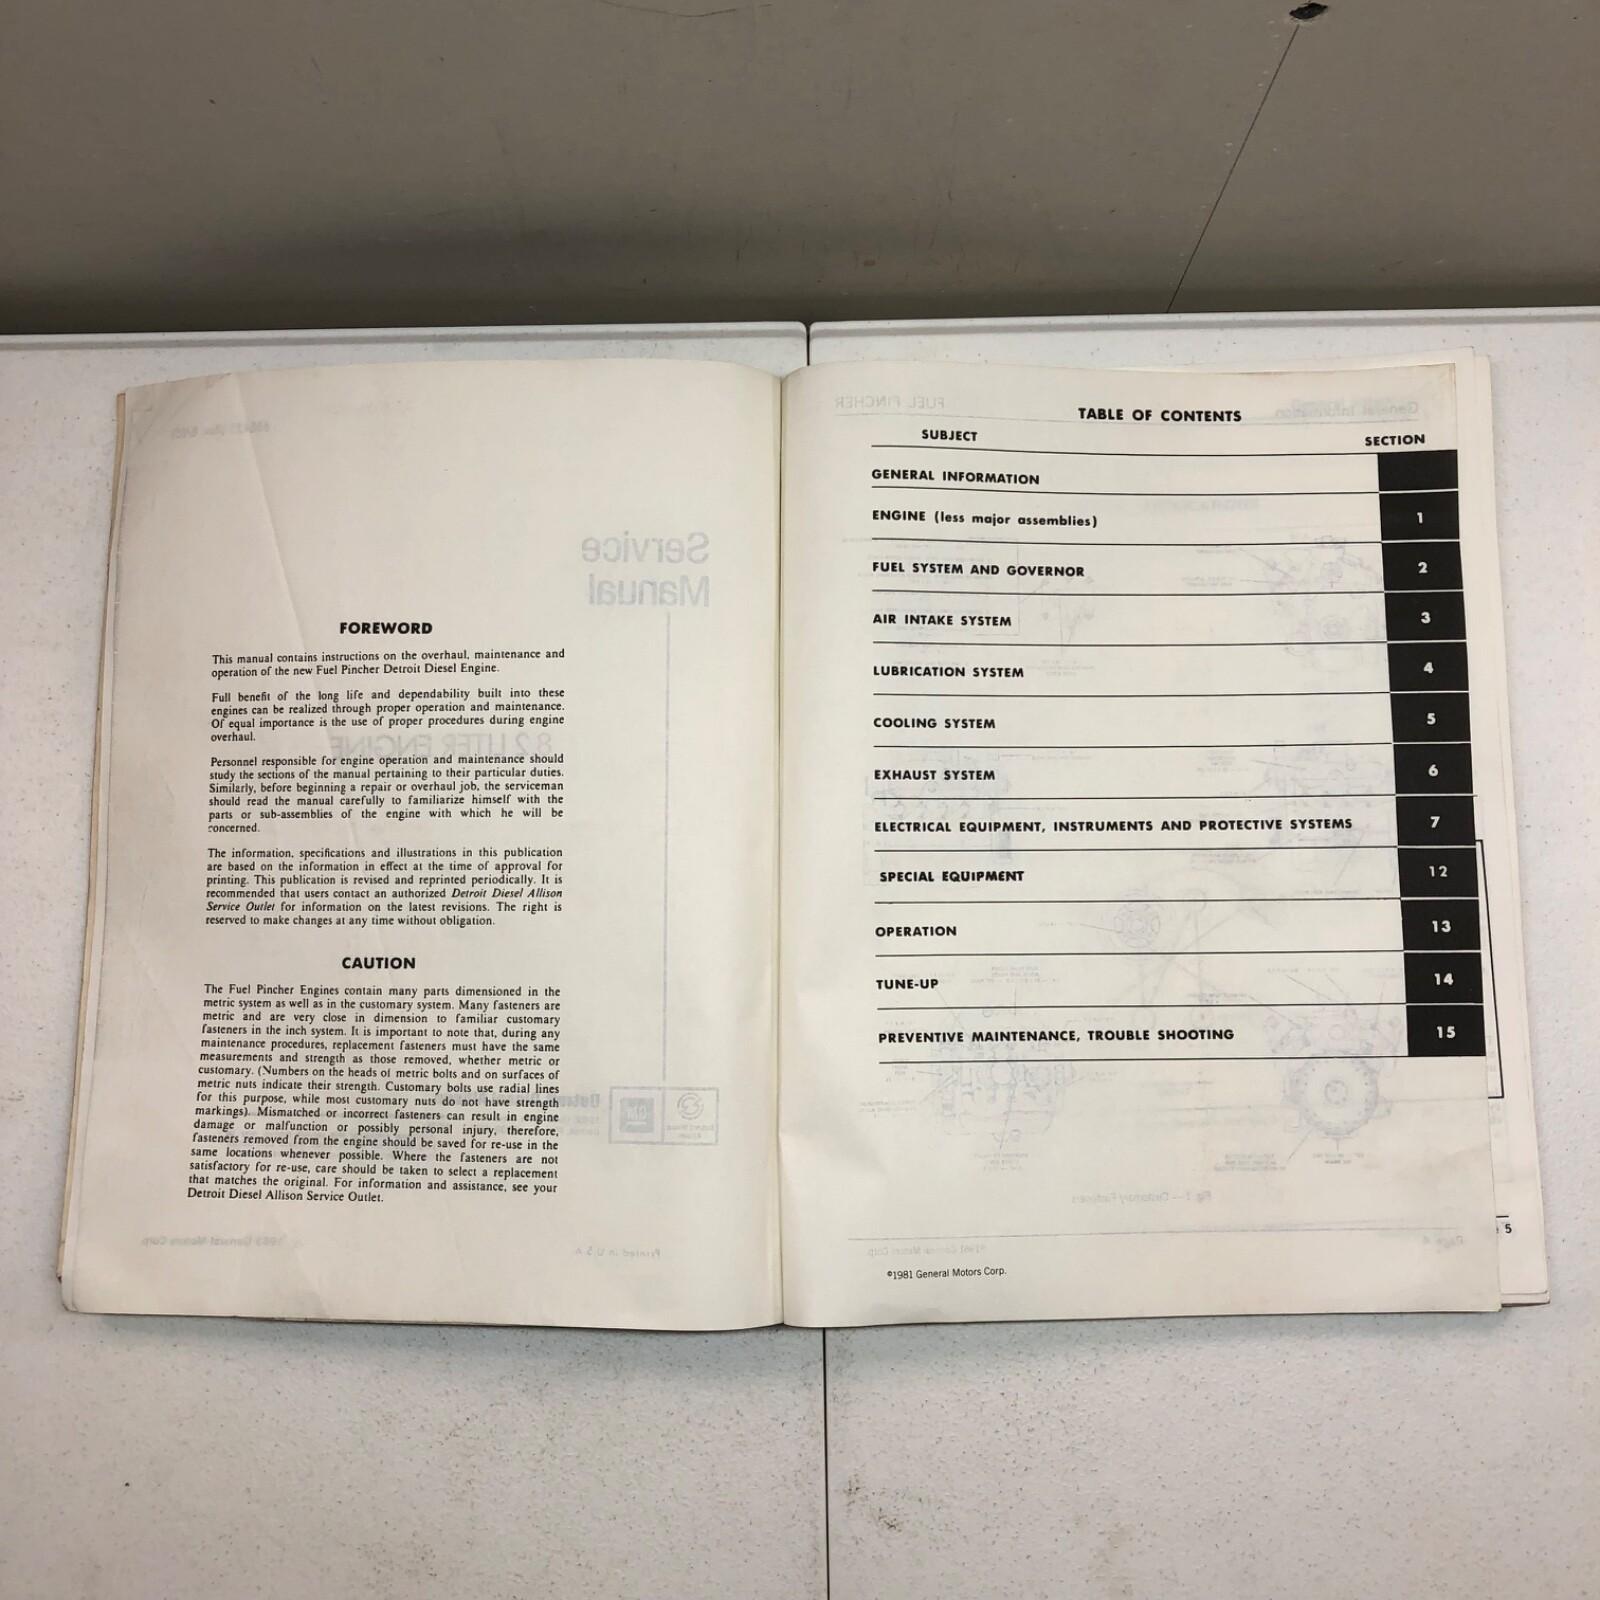 FOREWORD
This manual contains instructions on the overhaul, maintenance and
operation of the new Fuel Pincher Detroit Diesel Engine.
Full benefit of the long life and dependability built into these
engines can be realized through proper operation and maintenance.
Of equal importance is the use of proper procedures during engine
overhaul.
Personnel responsible for engine operation and maintenance should
study the sections of the manual pertaining to their particular duties.
Similarly, before beginning a repair or overhaul job, the serviceman
should read the manual carefully to familiarize himself with the
parts or sub-assemblies of the engine with which he will be
concerned.
The information, specifications and illustrations in this publication
are based on the information in effect at the time of approval for
printing. This publication is revised and reprinted periodically. It is
recommended that users contact an authorized Detroit Diesel Allison
Service Outlet for information on the latest revisions. The right is
reserved to make changes at any time without obligation.
CAUTION
The Fuel Pincher Engines contain many parts dimensioned in the
metric system as well as in the customary system. Many fasteners are
metric and are very close in dimension to familiar customary
fasteners in the inch system. It is important to note that, during any
maintenance procedures, replacement fasteners must have the same
measurements and strength as those removed, whether metric or
customary. (Numbers on the heads of metric bolts and on surfaces of
metric nuts indicate their strength. Customary bolts use radial lines
for this purpose, while most customary nuts do not have strength
markings). Mismatched or incorrect fasteners can result in engine
damage or malfunction or possibly personal injury, therefore,
fasteners removed from the engine should be saved for re-use in the
same locations whenever possible. Where the fasteners are not
satisfactory for re-use, care should be taken to select a replacement
that matches the original. For information and assistance, see your
Detroit Diesel Allison Service Outlet.
Service
Manual
8.2 LITER ENGINE
Printed in U.S.A.
1983 General Motors Corp
FUEL PINCHER
General Information
TABLE OF CONTENTS
SUBJECT SECTION
GENERAL INFORMATION
ENGINE (less major assemblies) 1
FUEL SYSTEM AND GOVERNOR 2
AIR INTAKE SYSTEM 3
LUBRICATION SYSTEM 4
COOLING SYSTEM 5
EXHAUST SYSTEM 6
ELECTRICAL EQUIPMENT, INSTRUMENTS AND PROTECTIVE SYSTEMS 7
SPECIAL EQUIPMENT 12
OPERATION 13
TUNE-UP 14
PREVENTIVE MAINTENANCE, TROUBLE SHOOTING 15
©1981 General Motors Corp.
5